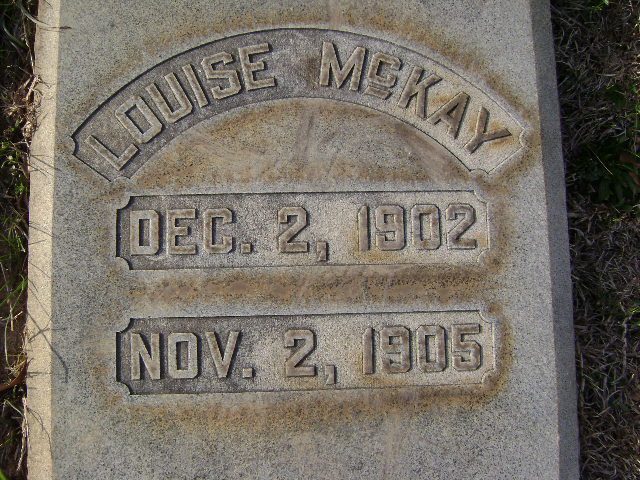 LOUISE McKAY
DEC. 2, 1902
NOV. 2, 1905